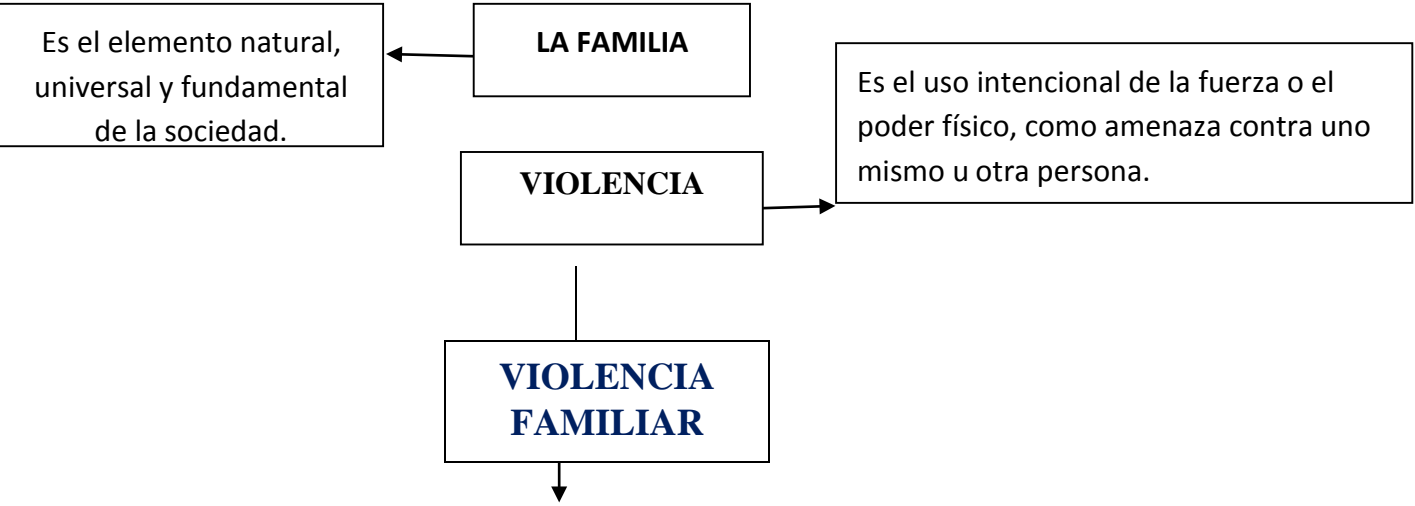 Es el elemento natural,
universal y fundamental
de la sociedad.
LA FAMILIA
Es el uso intencional de la fuerza o el
poder físico, como amenaza contra uno
mismo u otra persona.
VIOLENCIA
VIOLENCIA
FAMILIAR